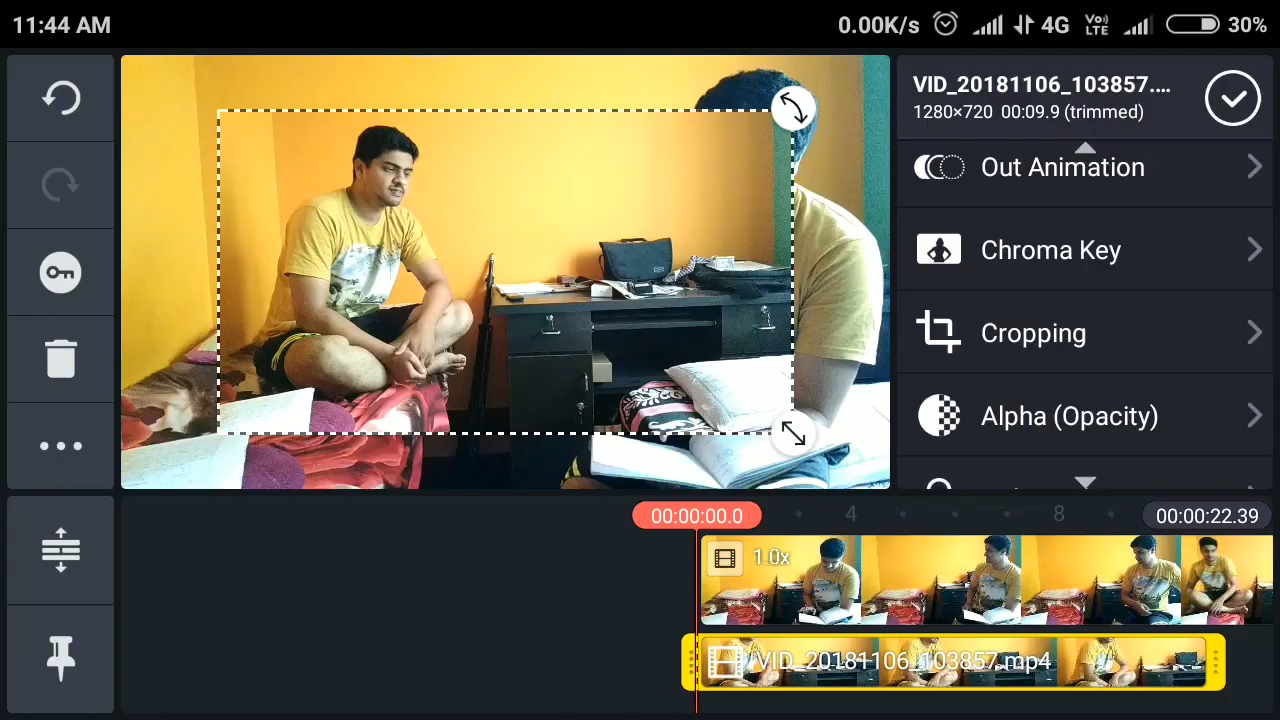 11:44 AM
0.00K/s 4G Vo)) LTE 30%
VID_20181106_103857....
1280×720 00:09.9 (trimmed)
Out Animation
Chroma Key
Cropping
Alpha (Opacity)
00:00:00.0 4 8 00:00:22.39
1.0x
VID_20181106_103857.mp4